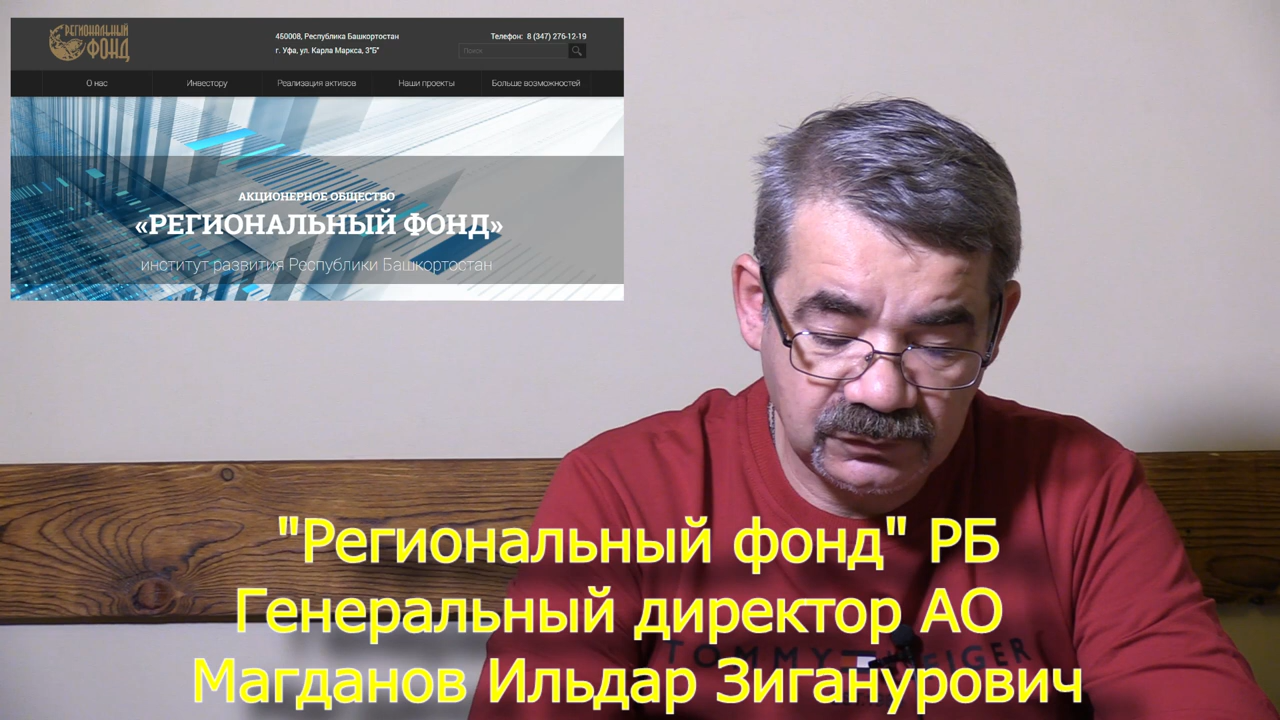 РЕГИОНАЛЬНЫЙ
ФОНД
450008, Республика Башкортостан
г. Уфа, ул. Карла Маркса, 3"Б"
Телефон: 8 (347) 276-12-19
Поиск
О нас
Инвестору
Реализация активов
Наши проекты
Больше возможностей
АКЦИОНЕРНОЕ ОБЩЕСТВО
«РЕГИОНАЛЬНЫЙ ФОНД»
институт развития Республики Башкортостан
"Региональный фонд" РБ
Генеральный директор АО
TOMMY HILFIGER
Магданов Ильдар Зиганурович